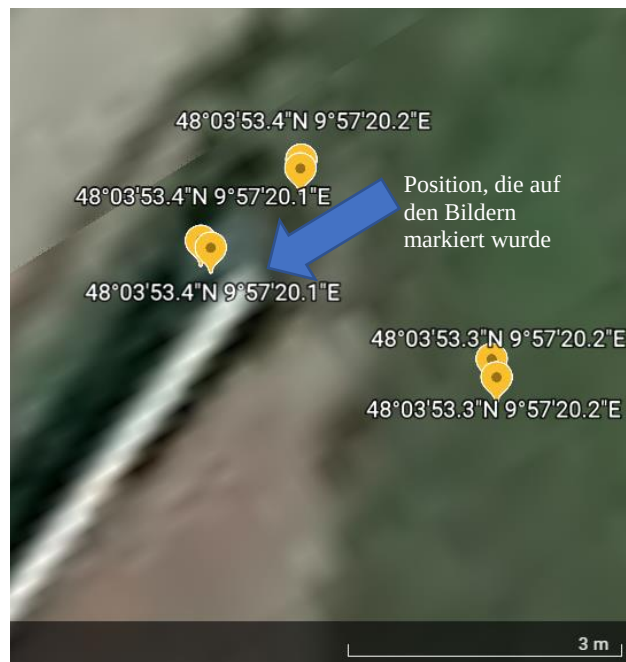 48°03'53.4"N 9°57'20.2"E
48°03'53.4"N 9°57'20.1"E
Position, die auf
den Bildern
markiert wurde
48°03'53.4"N 9°57'20.1"E
48°03'53.3"N 9°57'20.2"E
48°03'53.3"N 9°57'20.2"E
3 m